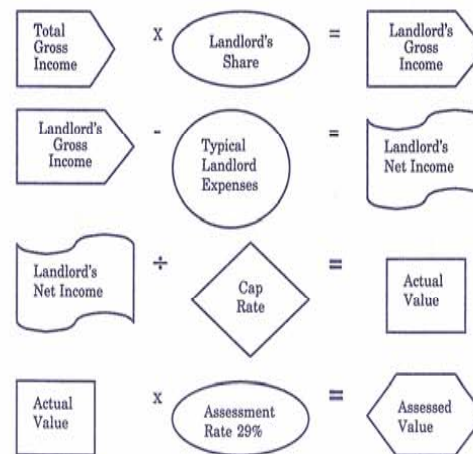 Total
Gross
Income
x
Landlord's
Share
=
Landlord's
Gross
Income
Landlord's
Gross
Income
-
Typical
Landlord
Expenses
=
Landlord's
Net Income
Landlord's
Net Income
÷
Cap
Rate
=
Actual
Value
Actual
Value
x
Assessment
Rate 29%
=
Assessed
Value